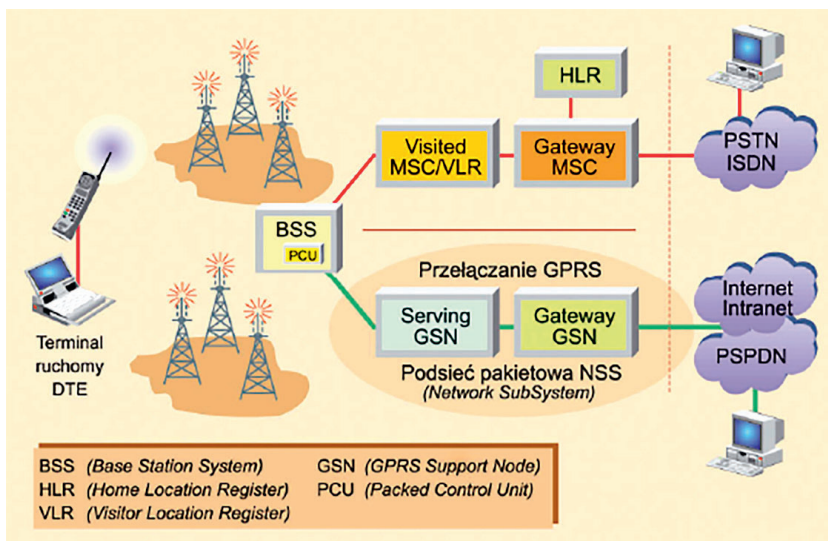 HLR
Visited
MSC/VLR
Gateway
MSC
PSTN
ISDN
BSS
PCU
Przełączanie GPRS
Serving
GSN
Gateway
GSN
Podsieć pakietowa NSS
(Network SubSystem)
Internet
Intranet
PSPDN
Terminal
ruchomy
DTE
BSS (Base Station System)
HLR (Home Location Register)
VLR (Visitor Location Register)
GSN (GPRS Support Node)
PCU (Packed Control Unit)